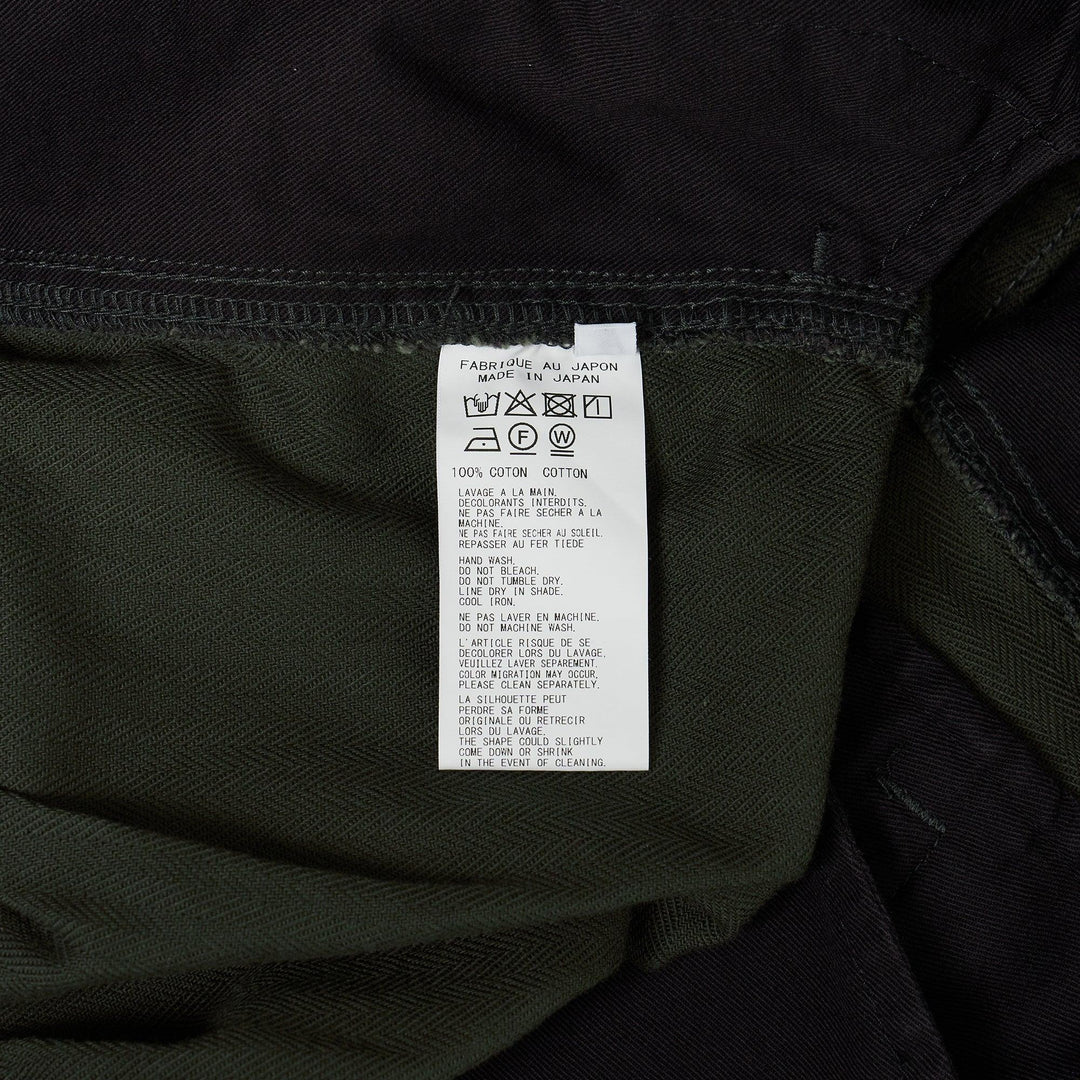 FABRIQUE AU JAPON
MADE IN JAPAN
F W
100% COTON COTTON
LAVAGE A LA MAIN.
DECOLORANTS INTERDITS.
NE PAS FAIRE SECHER A LA
MACHINE.
NE PAS FAIRE SECHER AU SOLEIL.
REPASSER AU FER TIEDE
HAND WASH.
DO NOT BLEACH.
DO NOT TUMBLE DRY.
LINE DRY IN SHADE.
COOL IRON.
NE PAS LAVER EN MACHINE.
DO NOT MACHINE WASH.
L'ARTICLE RISQUE DE SE
DECOLORER LORS DU LAVAGE.
VEUILLEZ LAVER SEPAREMENT.
COLOR MIGRATION MAY OCCUR,
PLEASE CLEAN SEPARATELY.
LA SILHOUETTE PEUT
PERDRE SA FORME
ORIGINALE OU RETRECIR
LORS DU LAVAGE.
THE SHAPE COULD SLIGHTLY
COME DOWN OR SHRINK
IN THE EVENT OF CLEANING.